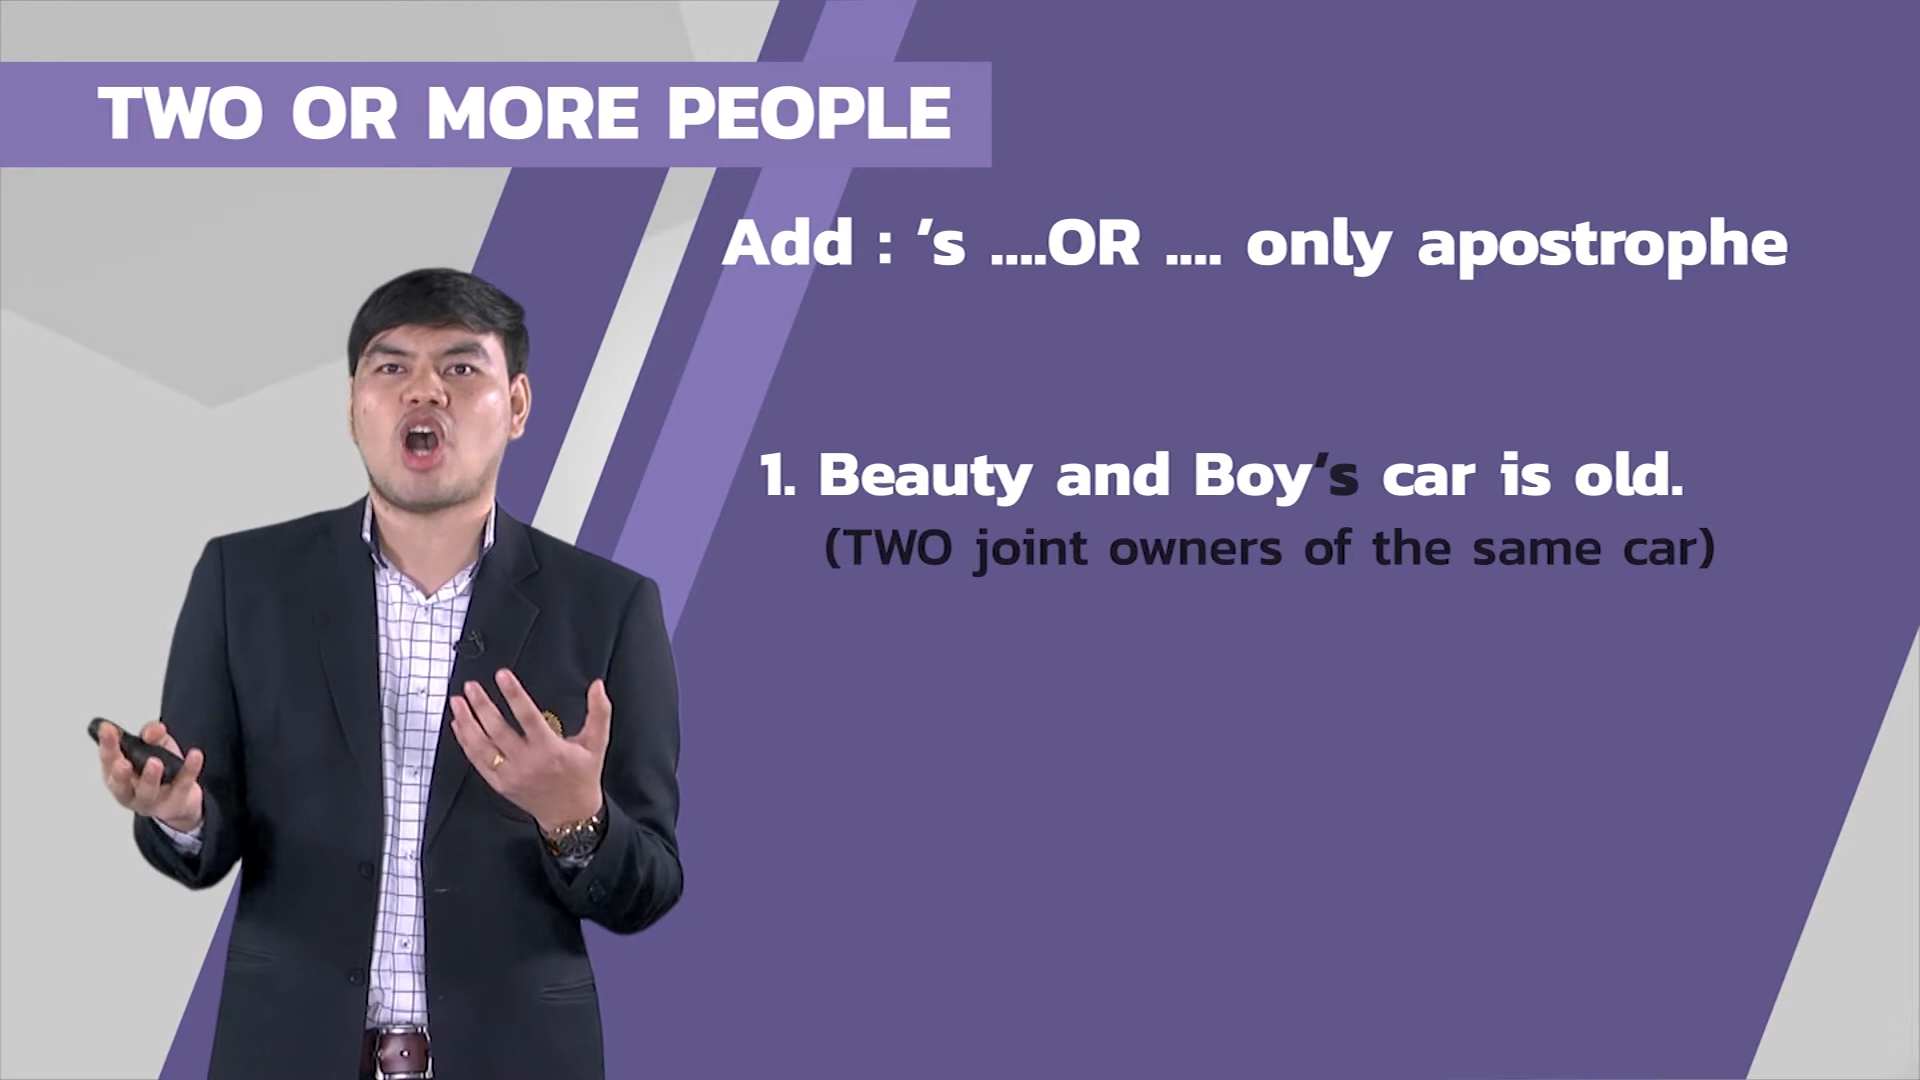 TWO OR MORE PEOPLE
Add : ’s ....OR .... only apostrophe
1. Beauty and Boy’s car is old.
(TWO joint owners of the same car)